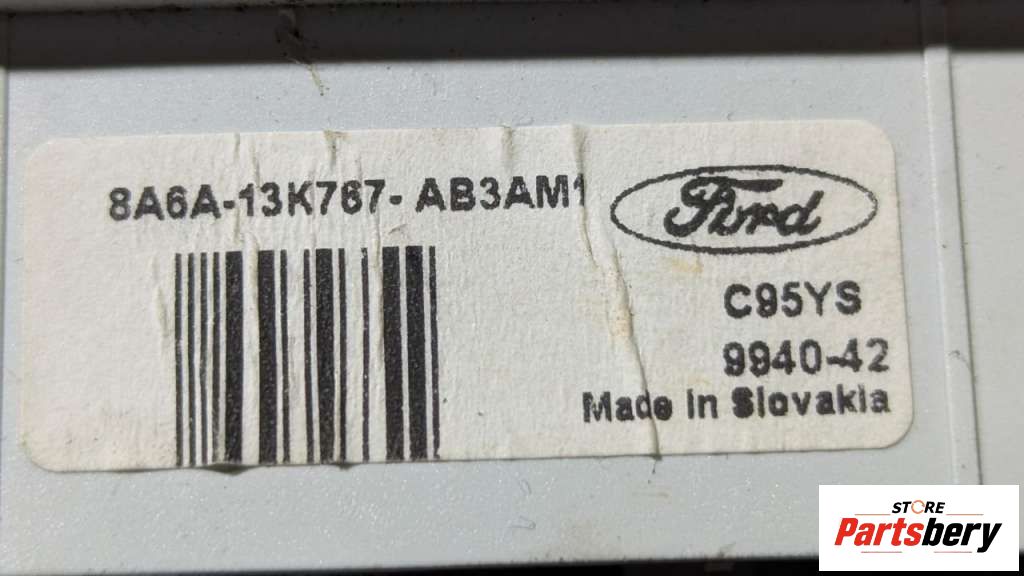 8A6A-13K767- AB3AM1
Ford
C95YS
9940-42
Made in Slovakia
STORE
Partsbery